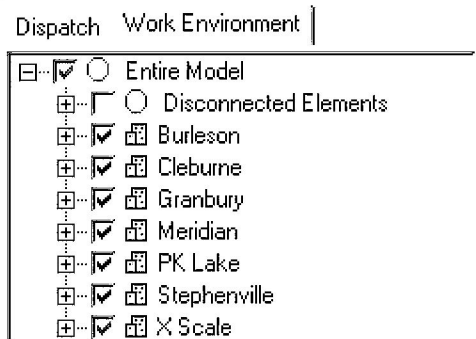 Dispatch Work Environment
Entire Model
Disconnected Elements
Burleson
Cleburne
Granbury
Meridian
PK Lake
Stephenville
X Scale